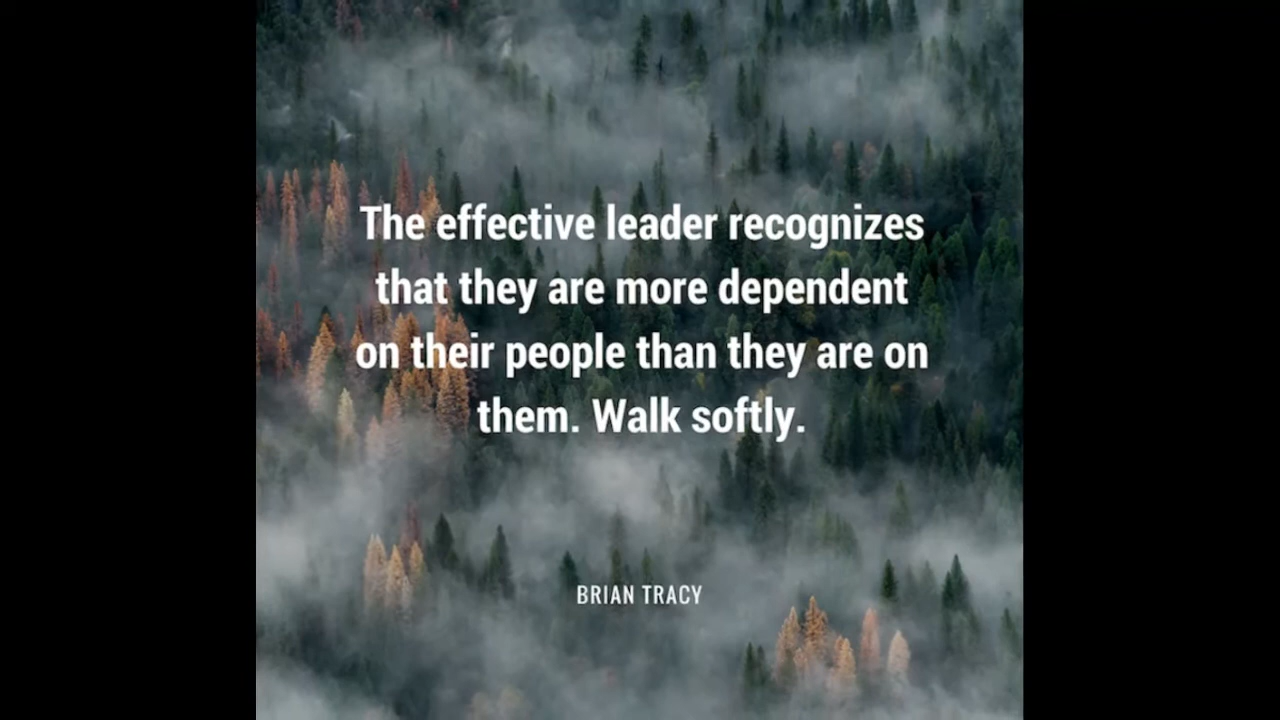 The effective leader recognizes
that they are more dependent
on their people than they are on
them. Walk softly.
BRIAN TRACY